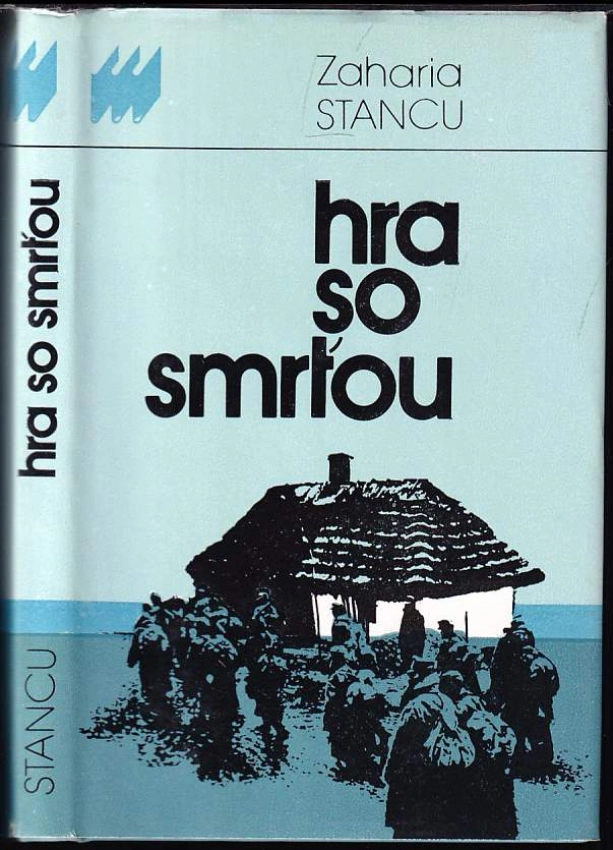 Zaharia
STANCU
hra
so
smrťou
hra so smrťou
STANCU